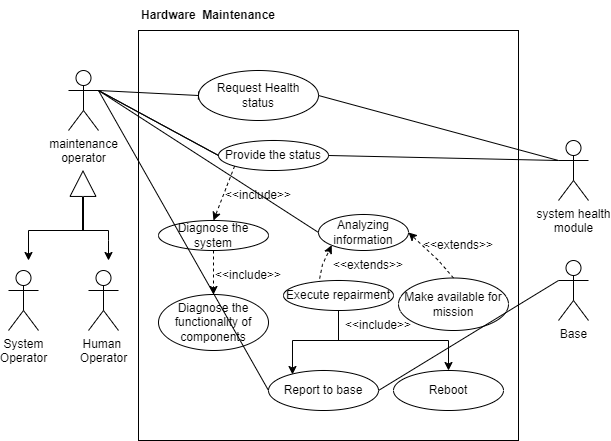 Hardware Maintenance
Request Health
status
maintenance
operator
Provide the status
<<include>>
system health
module
Diagnose the
system
Analyzing
information
<<extends>>
<<extends>>
<<include>>
Execute repairment
Make available for
mission
Diagnose the
functionality of
components
<<include>>
System
Operator
Human
Operator
Base
Report to base
Reboot